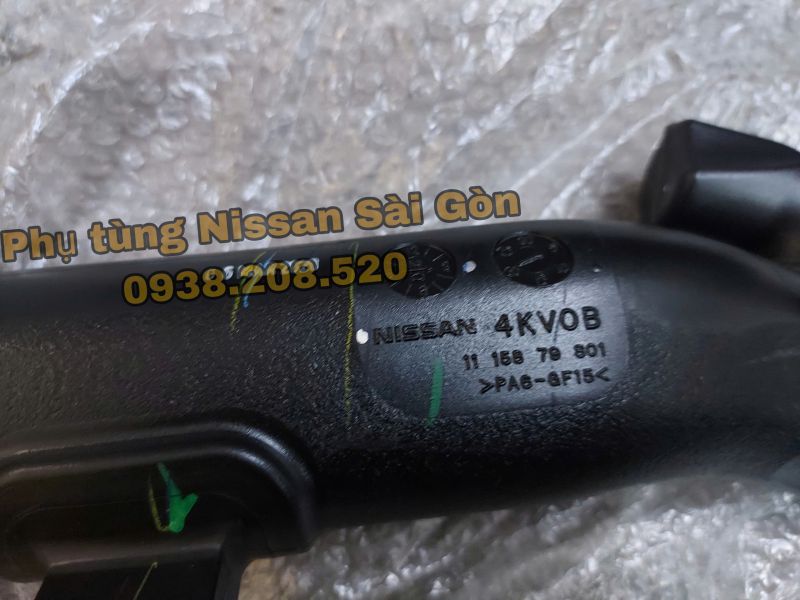 Phụ tùng Nissan Sài Gòn
0938.208.520
NISSAN 4KV0B
11 158 79 801
>PA6-GF15<